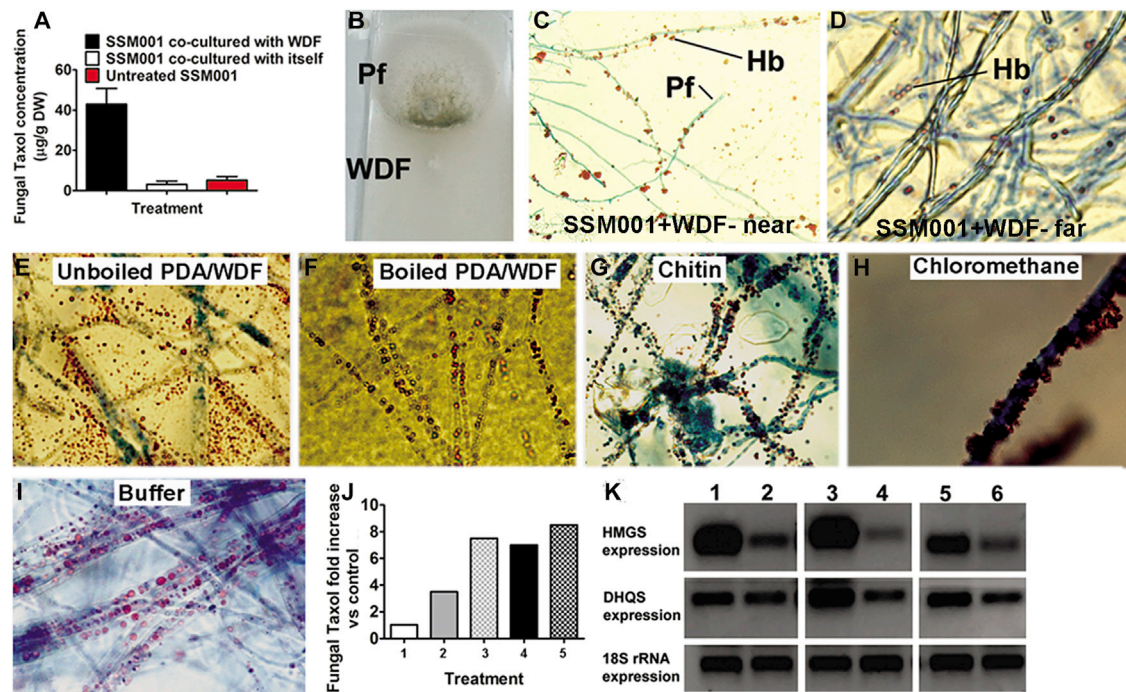 A
SSM001 co-cultured with WDF
SSM001 co-cultured with itself
Untreated SSM001
Fungal Taxol concentration
(µg/g DW)
60
40
20
0
Treatment
B
Pf
WDF
C
Hb
Pf
SSM001+WDF- near
D
Hb
SSM001+WDF- far
E
Unboiled PDA/WDF
F
Boiled PDA/WDF
G
Chitin
H
Chloromethane
I
Buffer
J
Fungal Taxol fold increase
vs control
10
8
6
4
2
0
1 2 3 4 5
Treatment
K
1 2 3 4 5 6
HMGS
expression
DHQS
expression
18S rRNA
expression